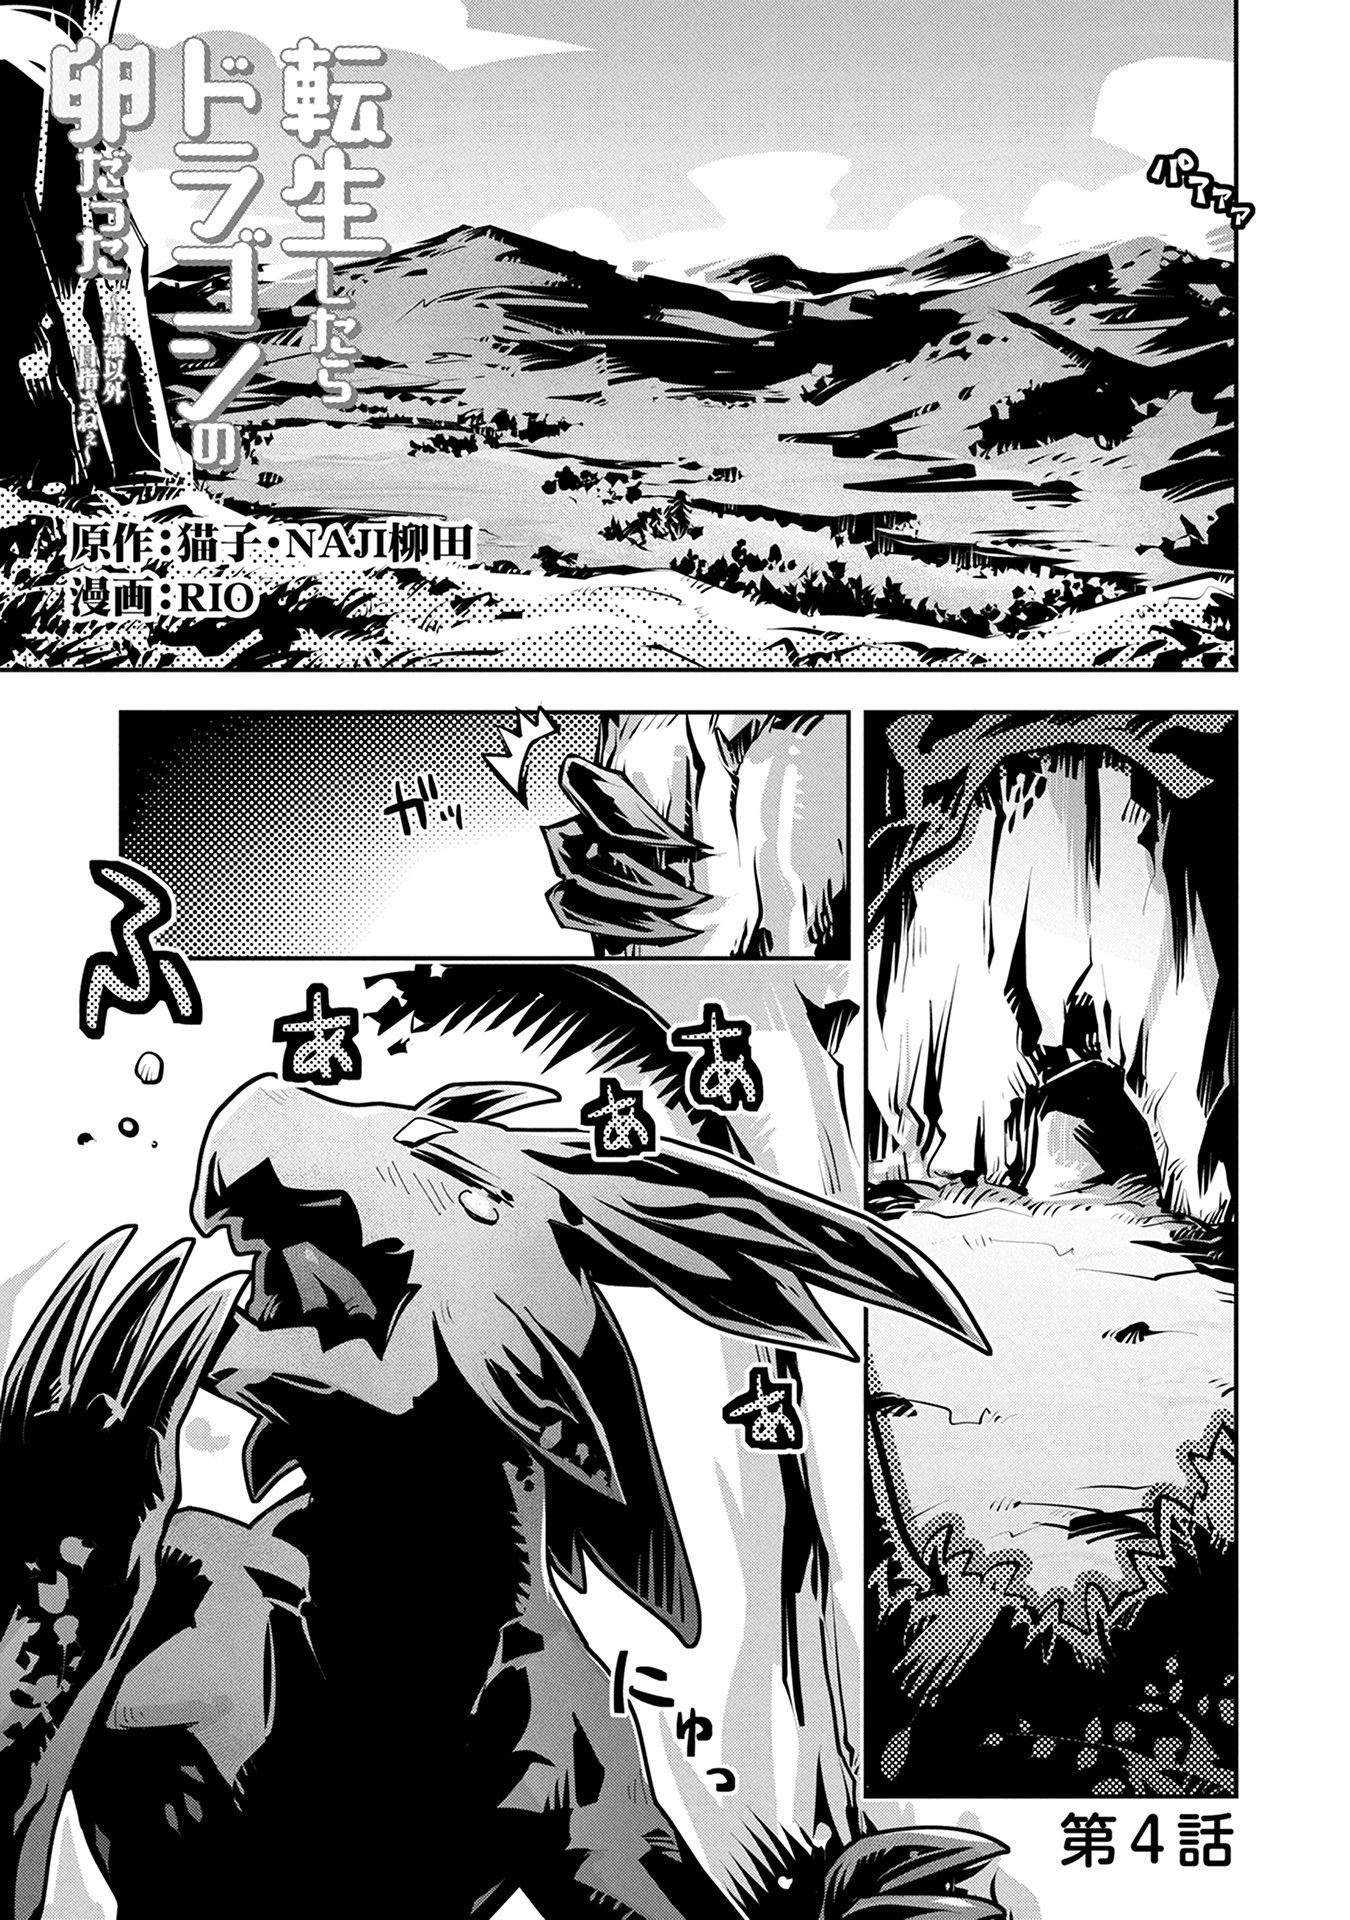 転生したら
ドラゴンの
卵だった
～最強以外
目指さねぇ～
原作：猫子・NAJI柳田
漫画：RIO
パァァァァ
ガッ
ふ
ぁ
ぁ
ぁ
ぁ
にゅっ
第4話